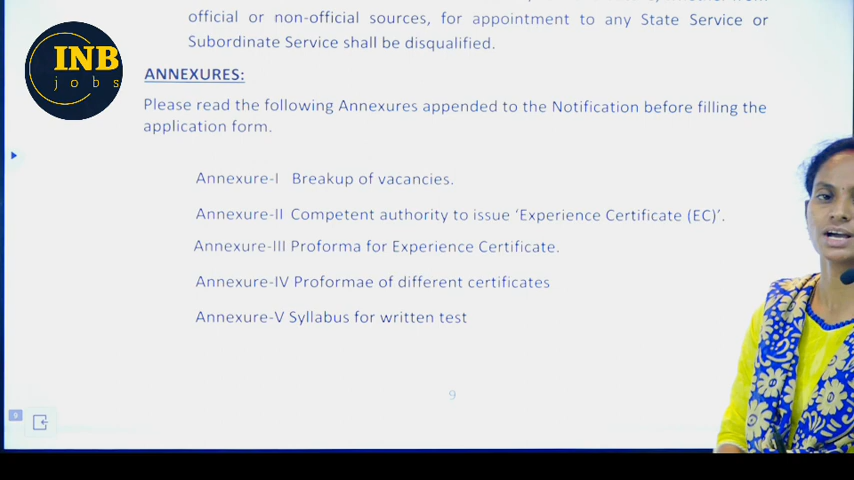 official or non-official sources, for appointment to any State Service or
Subordinate Service shall be disqualified.
INB
jobs
ANNEXURES:
Please read the following Annexures appended to the Notification before filling the
application form.
Annexure-I Breakup of vacancies.
Annexure-II Competent authority to issue ‘Experience Certificate (EC)’.
Annexure-III Proforma for Experience Certificate.
Annexure-IV Proformae of different certificates
Annexure-V Syllabus for written test
9
9